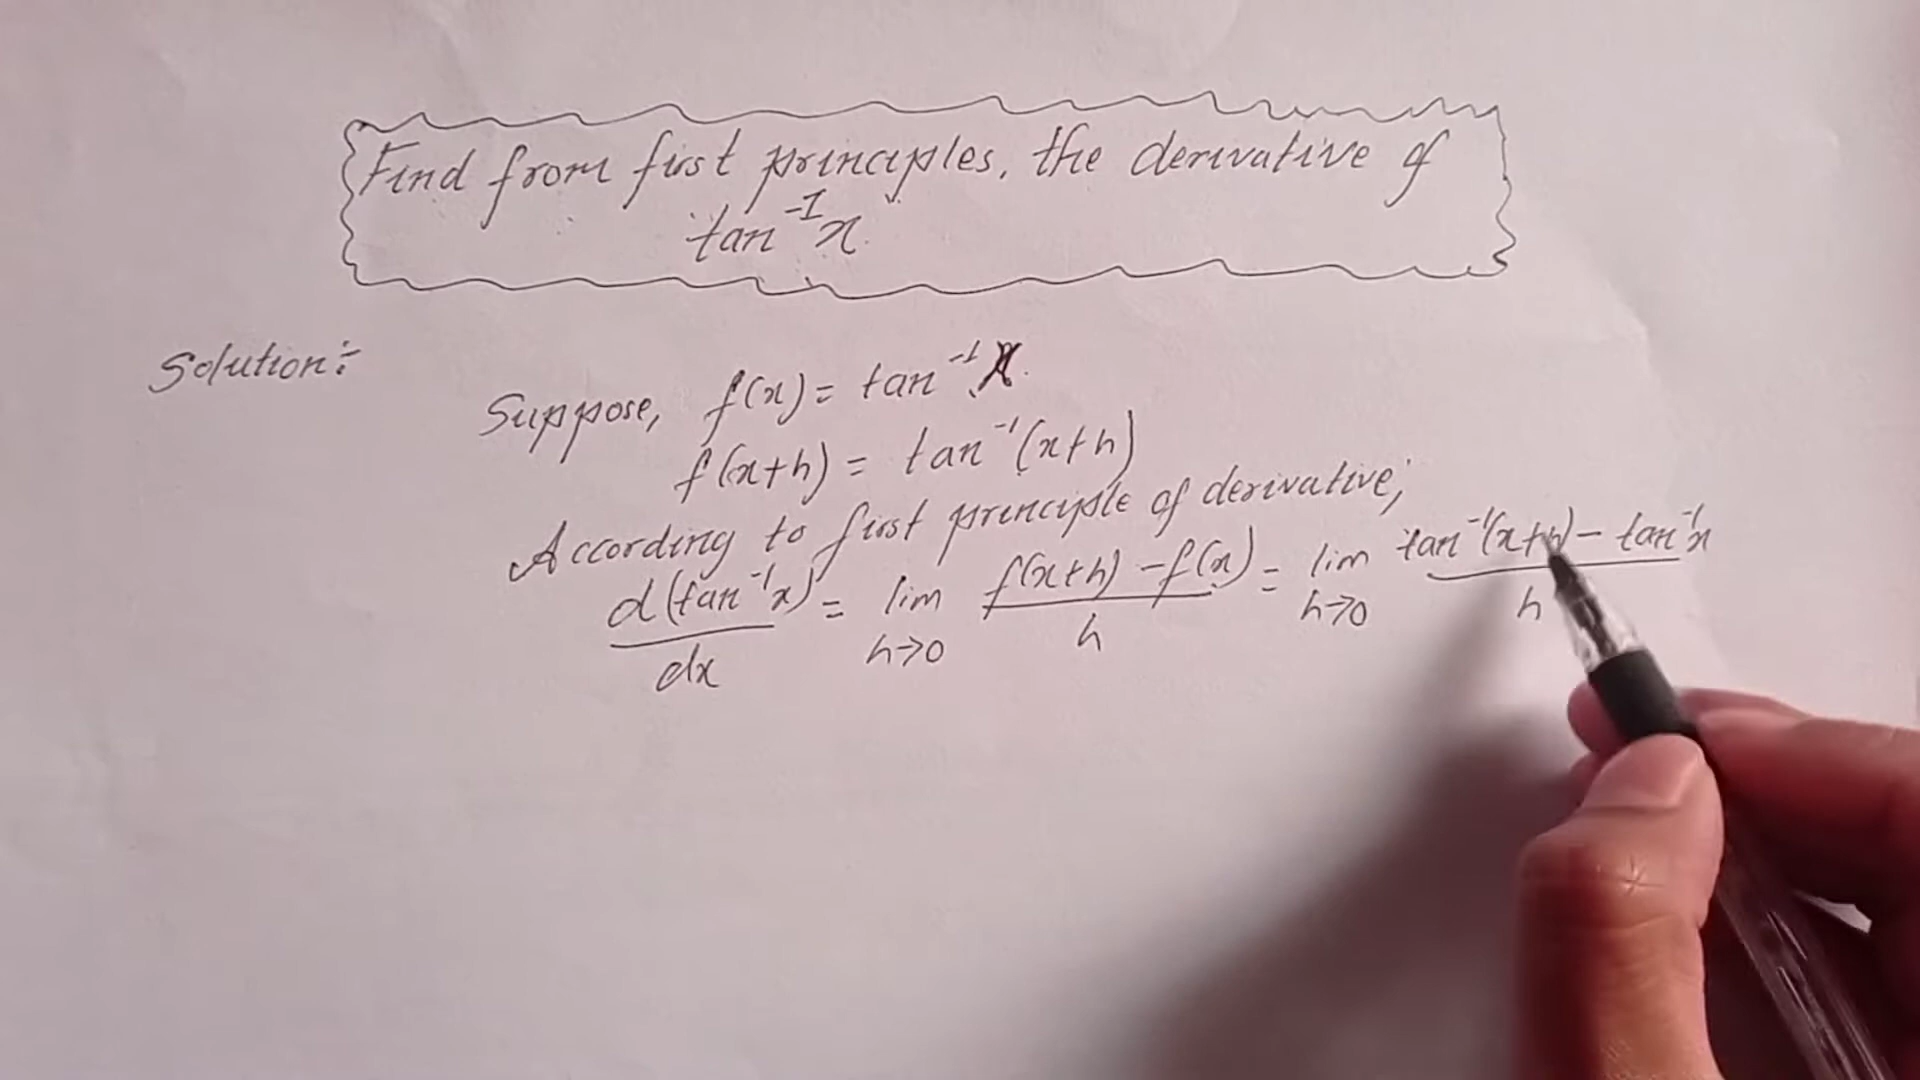 Find from first principles, the derivative of
tan⁻¹x.
Solution:-
Suppose, f(x) = tan⁻¹x.
f(x+h) = tan⁻¹(x+h)
According to first principle of derivative;
d(tan⁻¹x)/dx = lim h→0 f(x+h) - f(x)/h = lim h→0 tan⁻¹(x+h) - tan⁻¹x/h